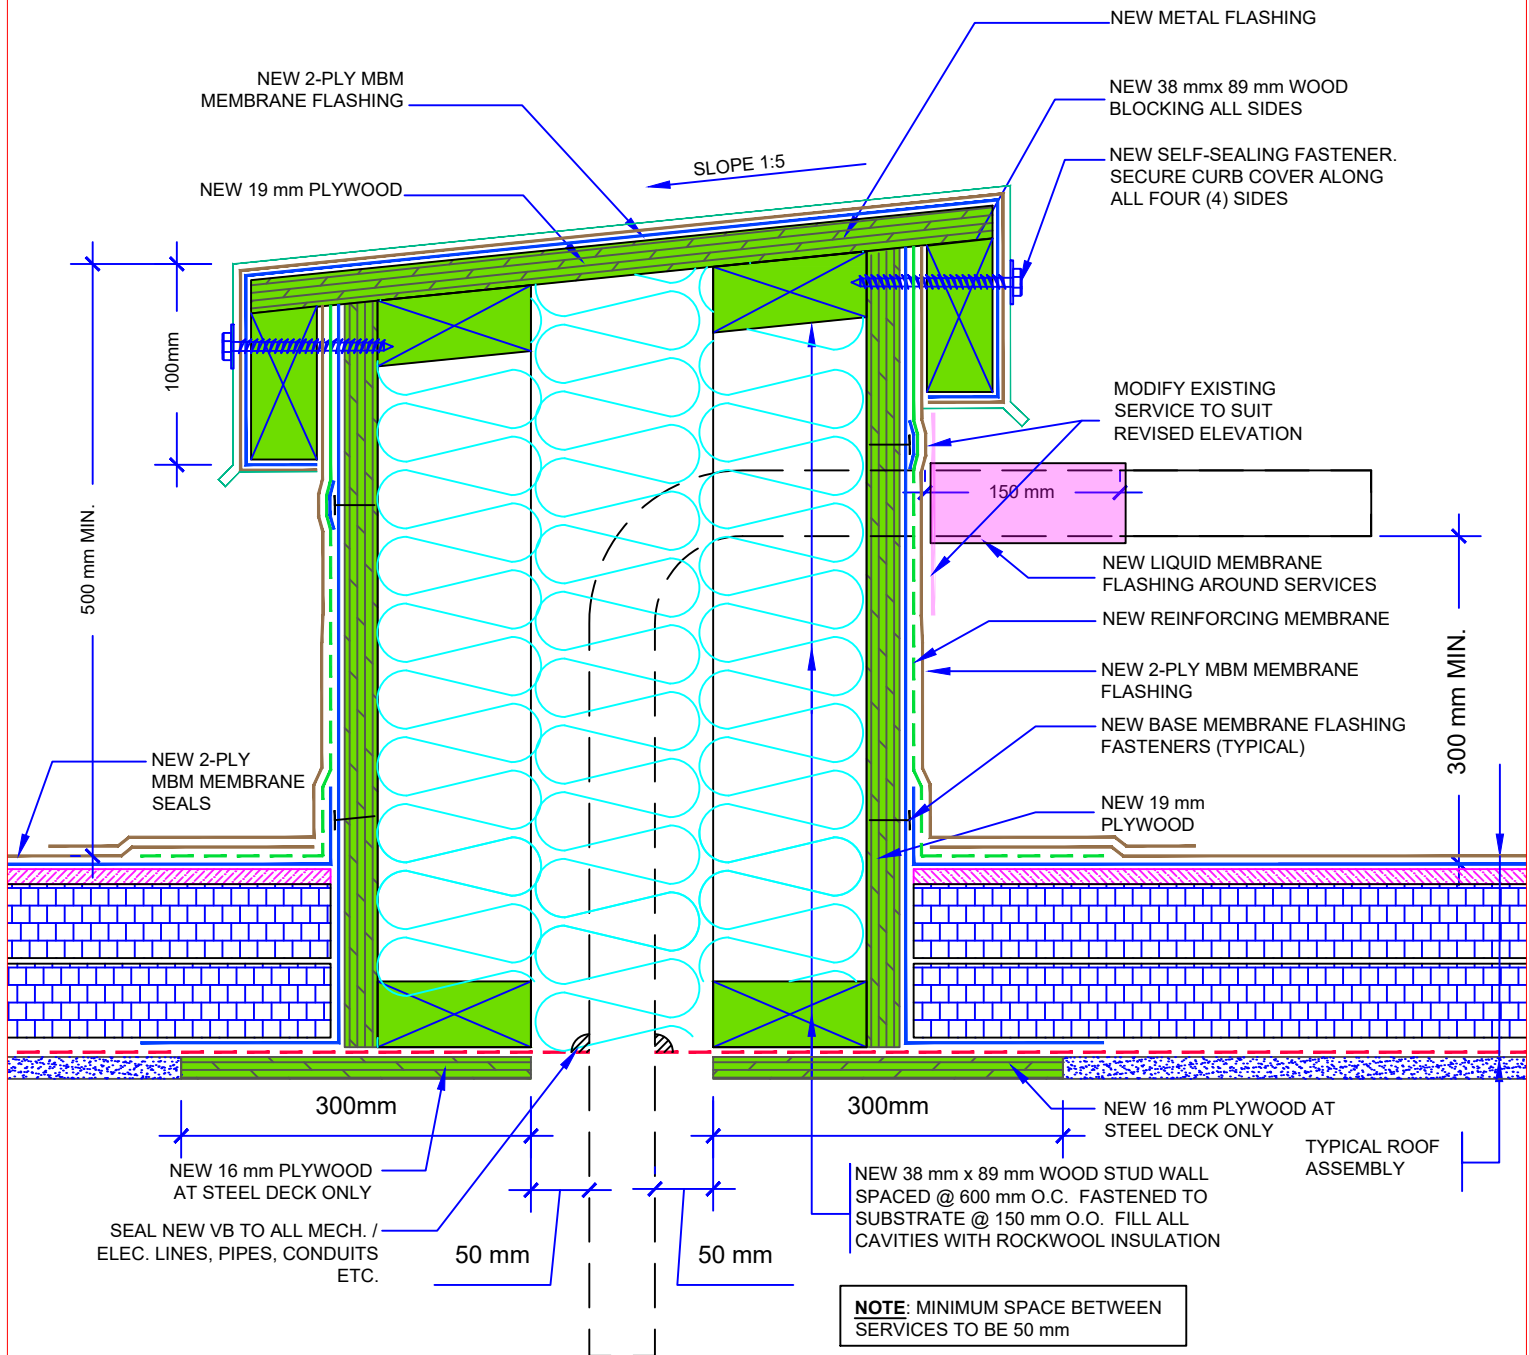 NEW METAL FLASHING
NEW 2-PLY MBM
MEMBRANE FLASHING
NEW 38 mmx 89 mm WOOD
BLOCKING ALL SIDES
SLOPE 1:5
NEW SELF-SEALING FASTENER.
SECURE CURB COVER ALONG
ALL FOUR (4) SIDES
NEW 19 mm PLYWOOD
100mm
500 mm MIN.
MODIFY EXISTING
SERVICE TO SUIT
REVISED ELEVATION
150 mm
NEW LIQUID MEMBRANE
FLASHING AROUND SERVICES
NEW REINFORCING MEMBRANE
300 mm MIN.
NEW 2-PLY MBM MEMBRANE
FLASHING
NEW BASE MEMBRANE FLASHING
FASTENERS (TYPICAL)
NEW 2-PLY
MBM MEMBRANE
SEALS
NEW 19 mm
PLYWOOD
300mm
300mm
NEW 16 mm PLYWOOD AT
STEEL DECK ONLY
TYPICAL ROOF
ASSEMBLY
NEW 16 mm PLYWOOD
AT STEEL DECK ONLY
NEW 38 mm x 89 mm WOOD STUD WALL
SPACED @ 600 mm O.C. FASTENED TO
SUBSTRATE @ 150 mm O.O. FILL ALL
CAVITIES WITH ROCKWOOL INSULATION
SEAL NEW VB TO ALL MECH. /
ELEC. LINES, PIPES, CONDUITS
ETC.
50 mm
50 mm
NOTE: MINIMUM SPACE BETWEEN
SERVICES TO BE 50 mm